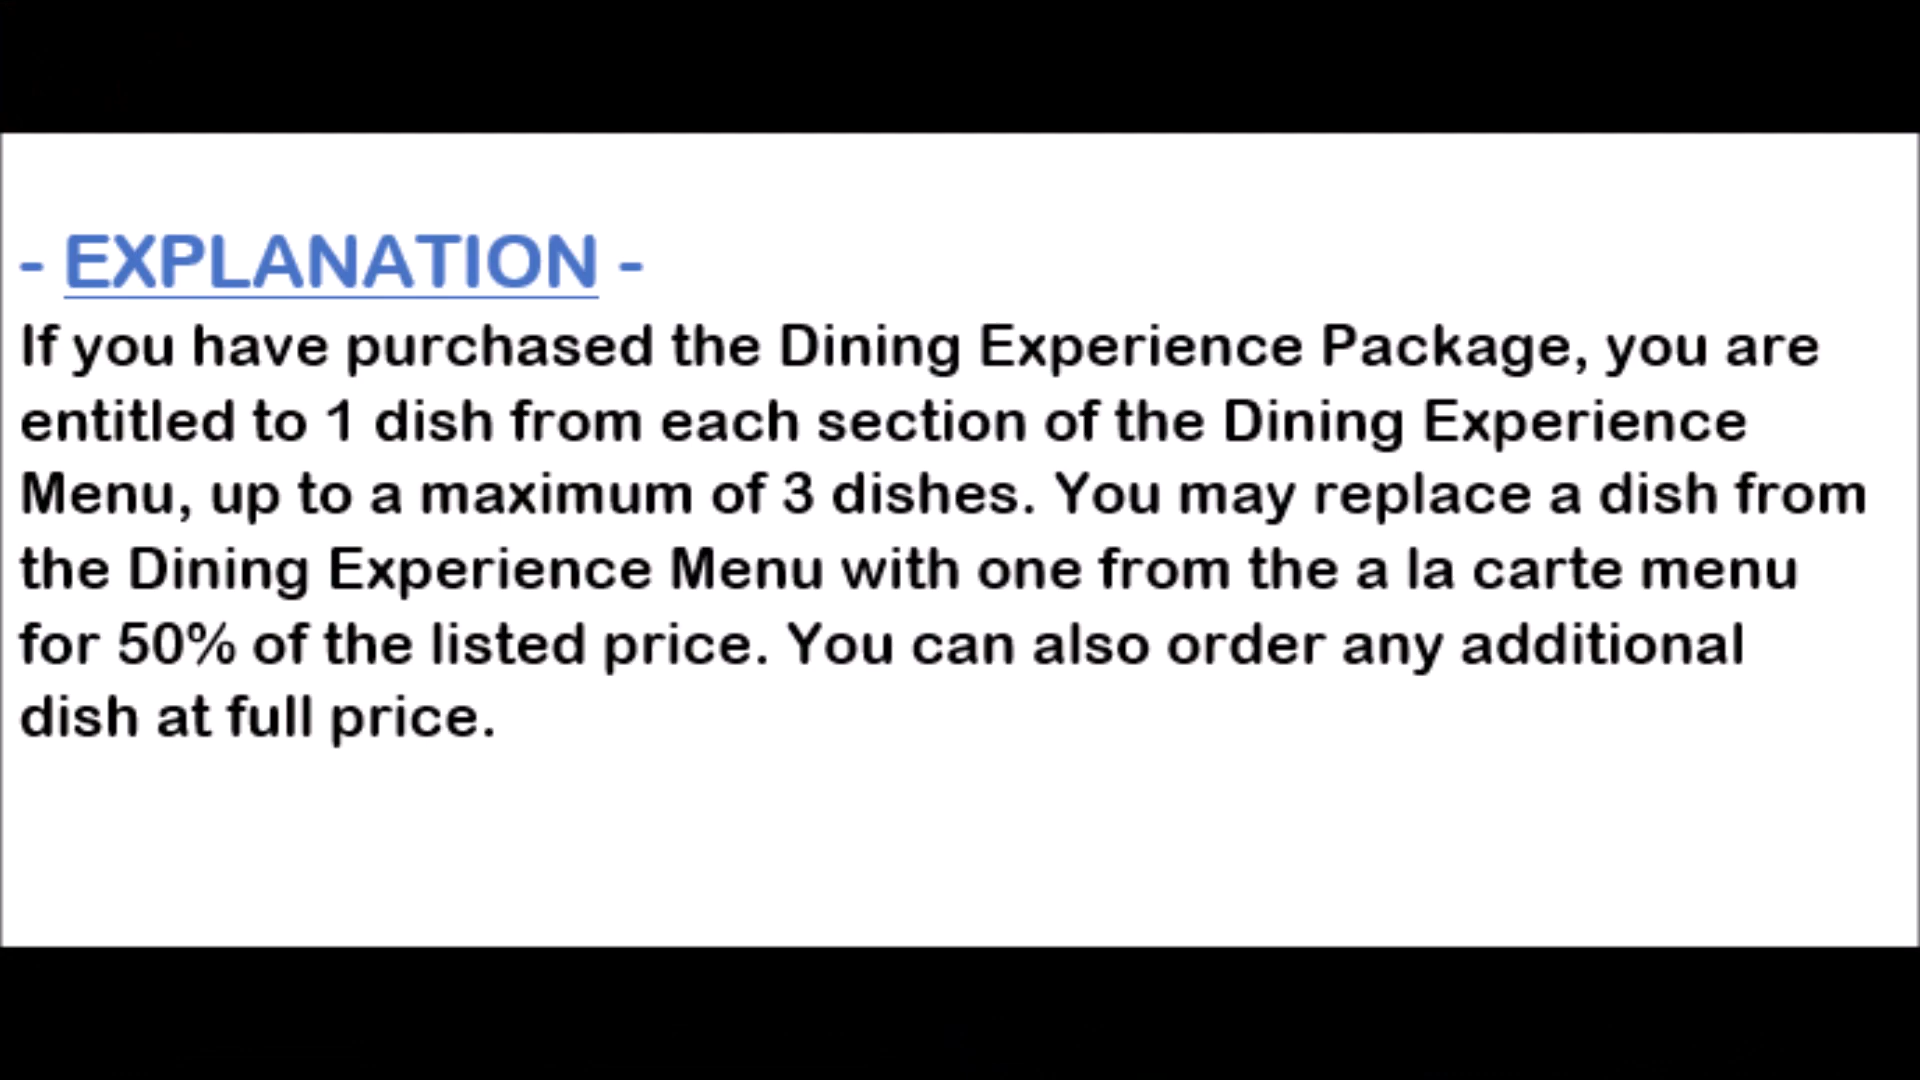 - EXPLANATION -
If you have purchased the Dining Experience Package, you are
entitled to 1 dish from each section of the Dining Experience
Menu, up to a maximum of 3 dishes. You may replace a dish from
the Dining Experience Menu with one from the a la carte menu
for 50% of the listed price. You can also order any additional
dish at full price.